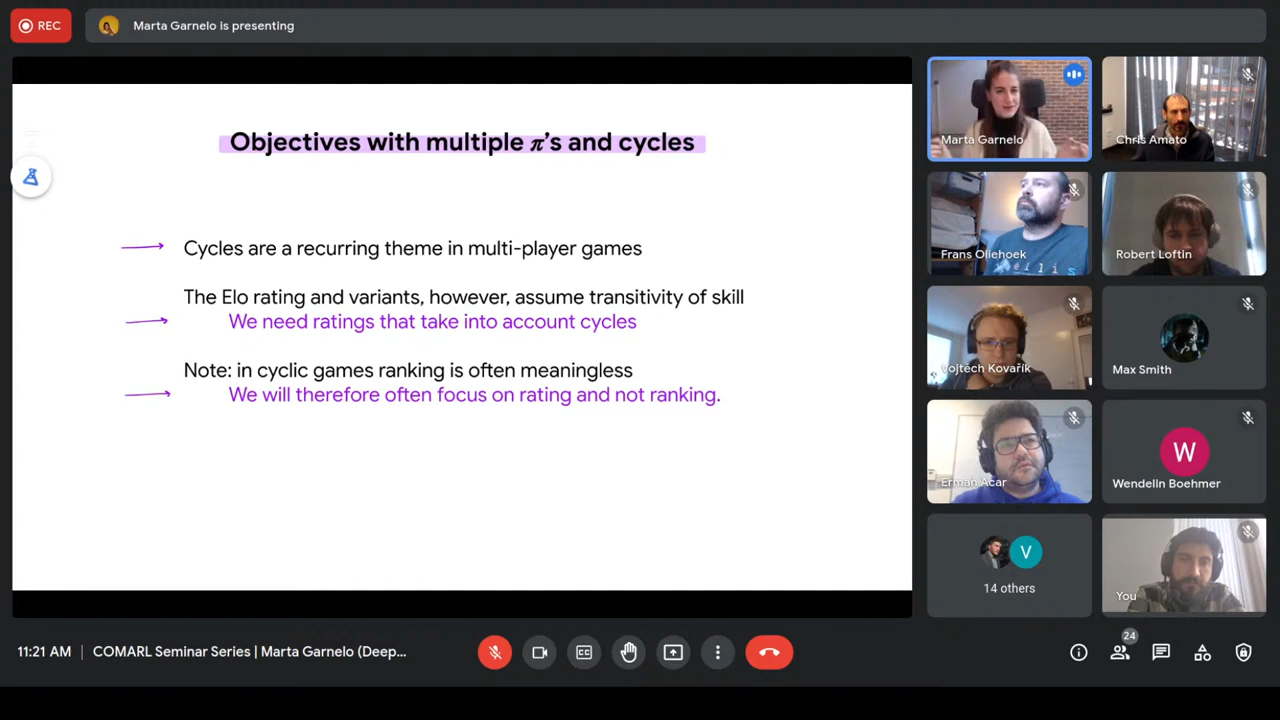 REC
Marta Garnelo is presenting
Objectives with multiple π's and cycles
Cycles are a recurring theme in multi-player games
The Elo rating and variants, however, assume transitivity of skill
We need ratings that take into account cycles
Note: in cyclic games ranking is often meaningless
We will therefore often focus on rating and not ranking.
Marta Garnelo
Chris Amato
Frans Oliehoek
Robert Loftin
Vojtěch Kovařík
Max Smith
Erman Acar
W
Wendelin Boehmer
V
14 others
You
11:21 AM
COMARL Seminar Series | Marta Garnelo (Deep...
24